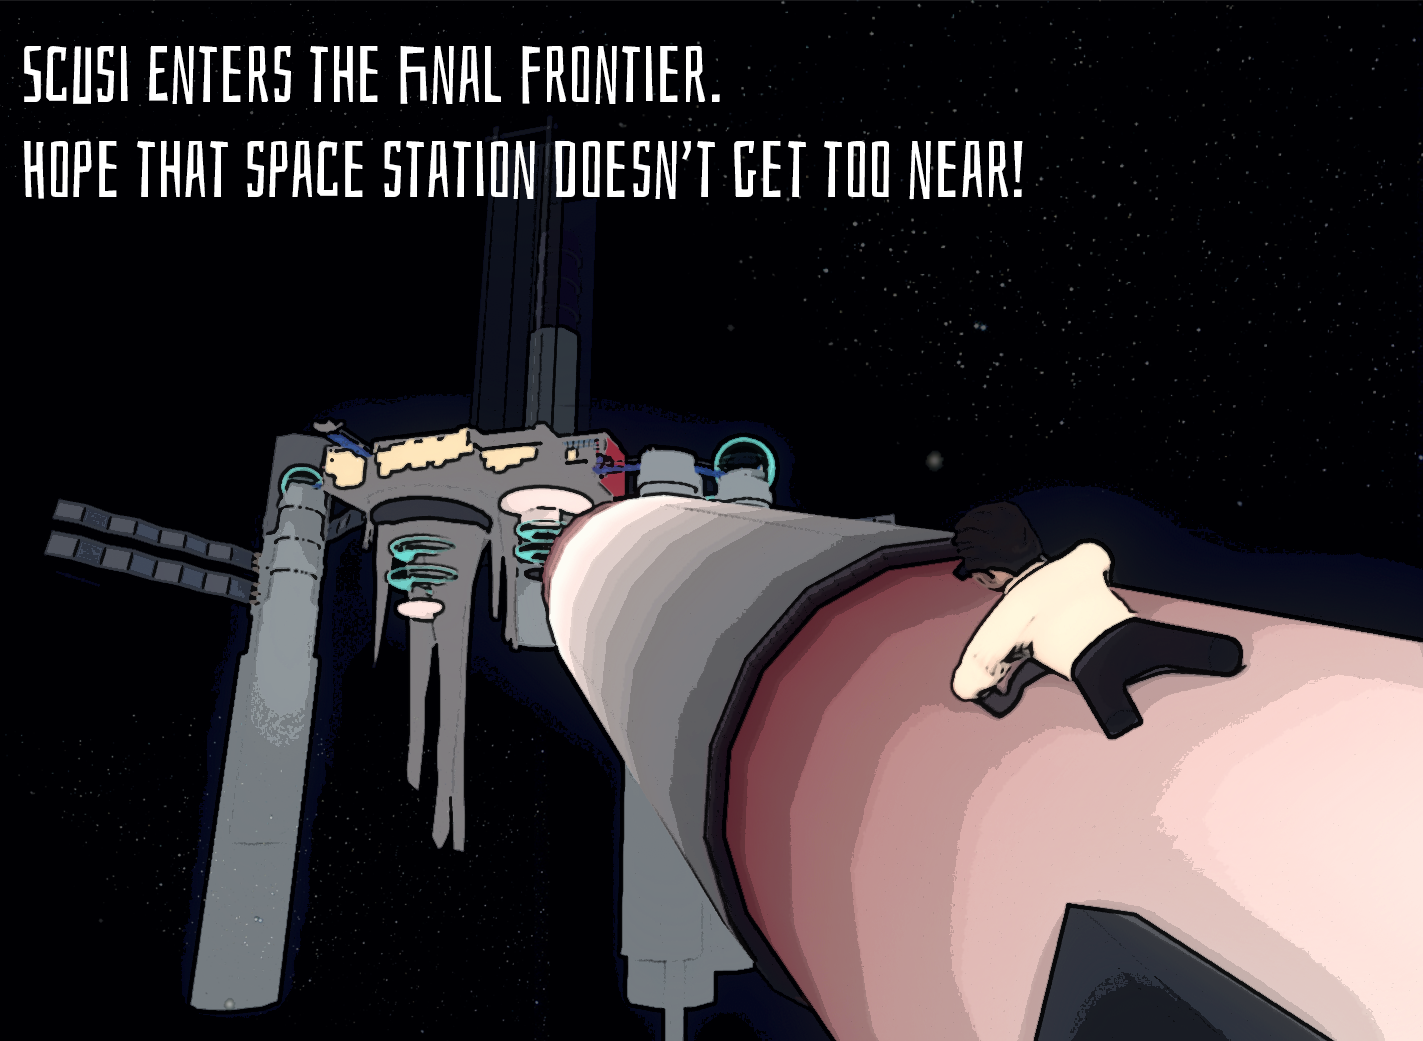 SCUSI ENTERS THE FINAL FRONTIER.
HOPE THAT SPACE STATION DOESN'T GET TOO NEAR!